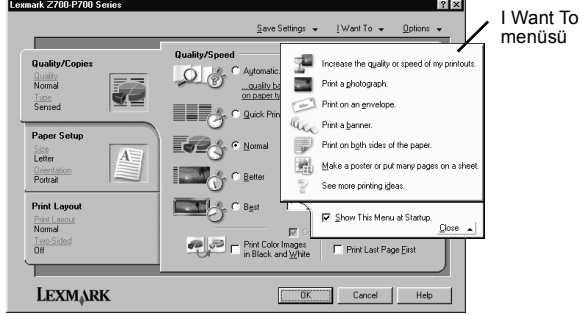 Lexmark Z700-P700 Series
Save Settings
I Want To
Options
I Want To
menüsü
Quality/Copies
Quality
Normal
Type
Sensed
Paper Setup
Size
Letter
Orientation
Portrait
Print Layout
Print Layout
Normal
Two-Sided
Off
Quality/Speed
Automatic.
...quality ba
on paper ty
Quick Prin
Normal
Better
Best
Print Color Images
in Black and White
Increase the quality or speed of my printouts.
Print a photograph.
Print on an envelope.
Print a banner.
Print on both sides of the paper.
Make a poster or put many pages on a sheet.
See more printing ideas.
Show This Menu at Startup.
Close
Print Last Page First
LEXMARK
OK
Cancel
Help